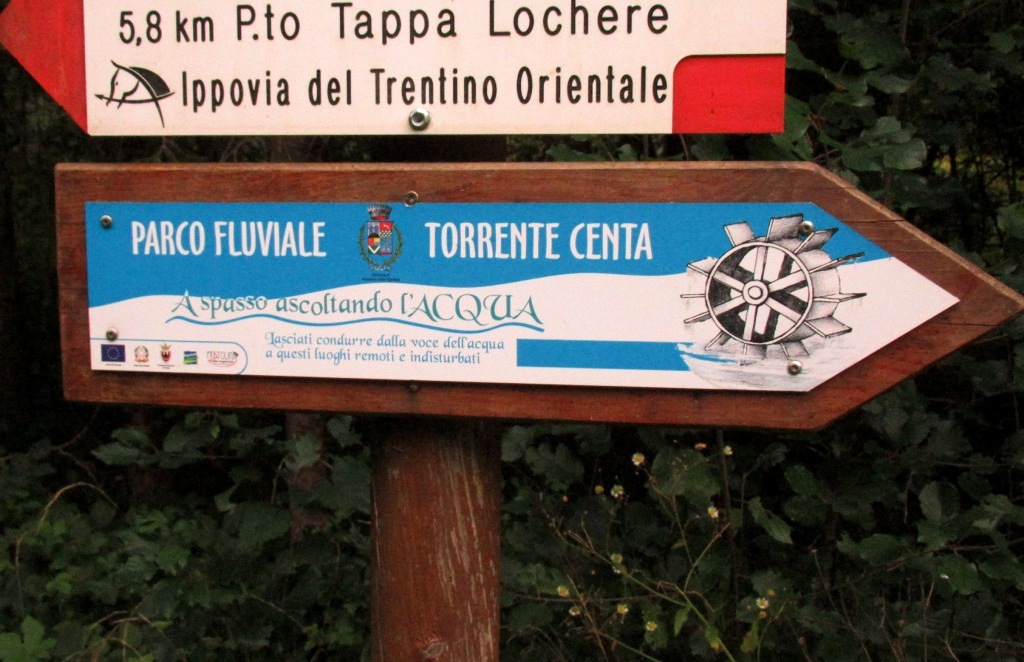 5,8 km P.to Tappa Lochere
Ippovia del Trentino Orientale
PARCO FLUVIALE TORRENTE CENTA
A spasso ascoltando l'ACQUA
Lasciati condurre dalla voce dell'acqua
a questi luoghi remoti e indisturbati